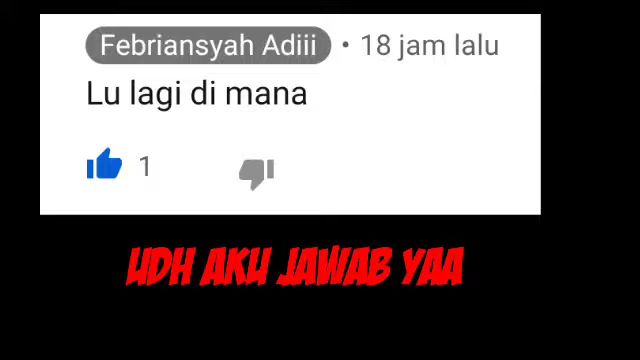 Febriansyah Adiii • 18 jam lalu
Lu lagi di mana
1
UDH AKU JAWAB YAA